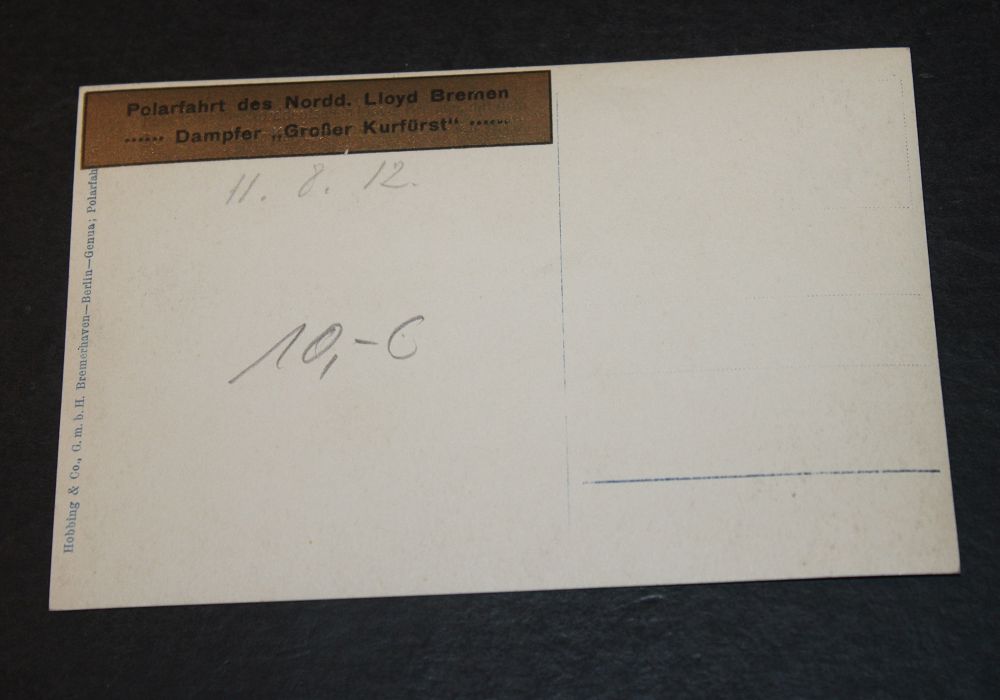 Polarfahrt des Nordd. Lloyd Bremen
...... Dampfer „Großer Kurfürst“ ......
11. 8. 12.
10,-
Hobbing & Co., G. m. b. H. Bremerhaven—Berlin—Genua; Polarfah